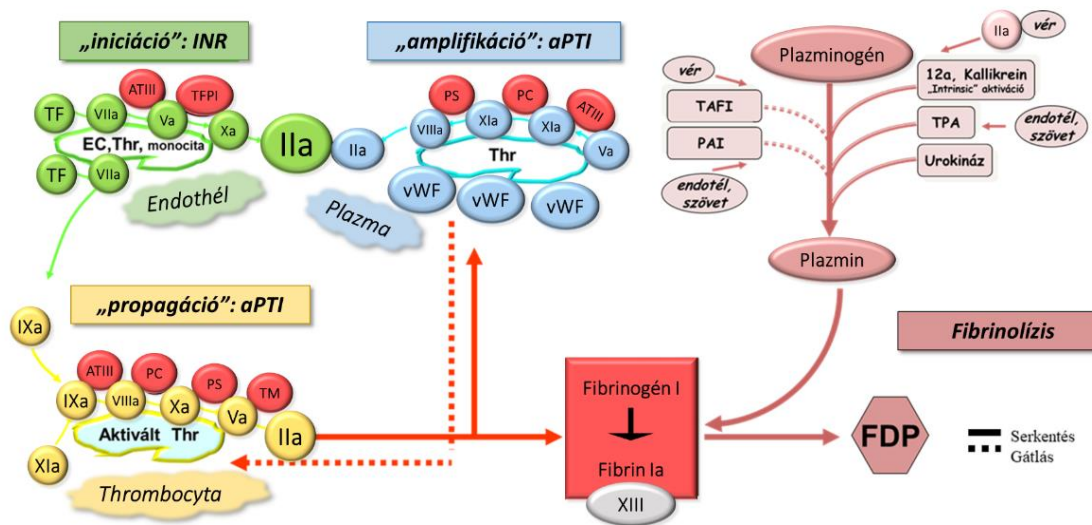 „iniciáció”: INR
ATIII
TFPI
TF
VIIa
Va
Xa
EC,Thr, monocita
TF
VIIa
Endothél
IIa
IIa
„amplifikáció”: aPTI
PS
PC
ATIII
VIIIa
XIa
XIa
Va
Thr
vWF
vWF
vWF
Plazma
„propagáció”: aPTI
IXa
ATIII
PC
PS
TM
IXa
VIIIa
Xa
Va
IIa
Aktivált Thr
XIa
Thrombocyta
Plazminogén
IIa
vér
vér
TAFI
PAI
endotél,
szövet
12a, Kallikrein
„Intrinsic” aktiváció
TPA
endotél,
szövet
Urokináz
Plazmin
Fibrinolízis
Fibrinogén I
Fibrin Ia
XIII
FDP
Serkentés
Gátlás